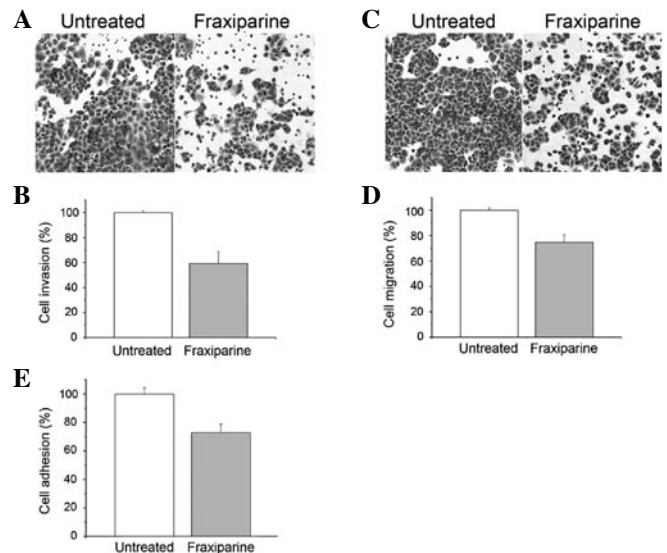 A
Untreated
Fraxiparine
C
Untreated
Fraxiparine
B
Cell invasion (%)
100
80
60
40
20
0
Untreated
Fraxiparine
D
Cell migration (%)
100
80
60
40
20
0
Untreated
Fraxiparine
E
Cell adhesion (%)
100
80
60
40
20
0
Untreated
Fraxiparine